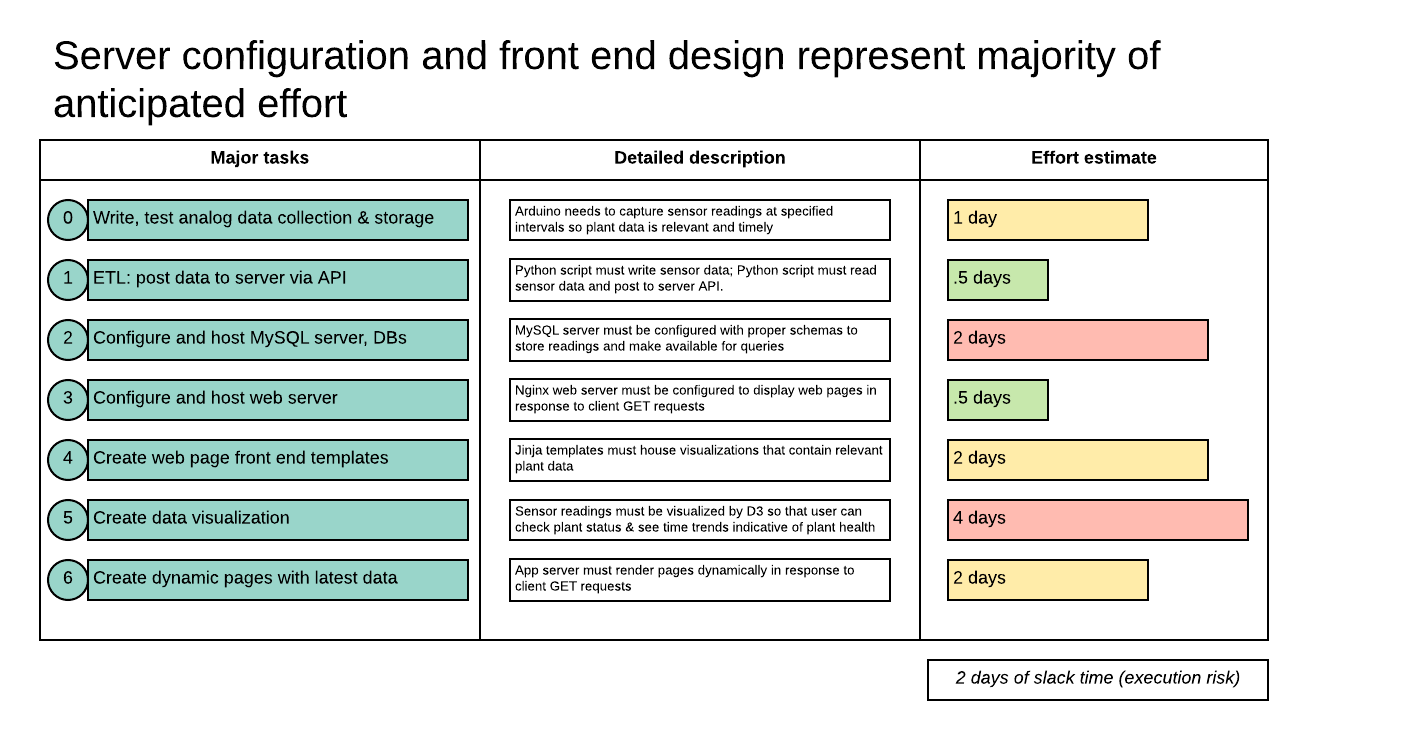 Server configuration and front end design represent majority of
anticipated effort
Major tasks
Detailed description
Effort estimate
0
Write, test analog data collection & storage
Arduino needs to capture sensor readings at specified
intervals so plant data is relevant and timely
1 day
1
ETL: post data to server via API
Python script must write sensor data; Python script must read
sensor data and post to server API.
.5 days
2
Configure and host MySQL server, DBs
MySQL server must be configured with proper schemas to
store readings and make available for queries
2 days
3
Configure and host web server
Nginx web server must be configured to display web pages in
response to client GET requests
.5 days
4
Create web page front end templates
Jinja templates must house visualizations that contain relevant
plant data
2 days
5
Create data visualization
Sensor readings must be visualized by D3 so that user can
check plant status & see time trends indicative of plant health
4 days
6
Create dynamic pages with latest data
App server must render pages dynamically in response to
client GET requests
2 days
2 days of slack time (execution risk)